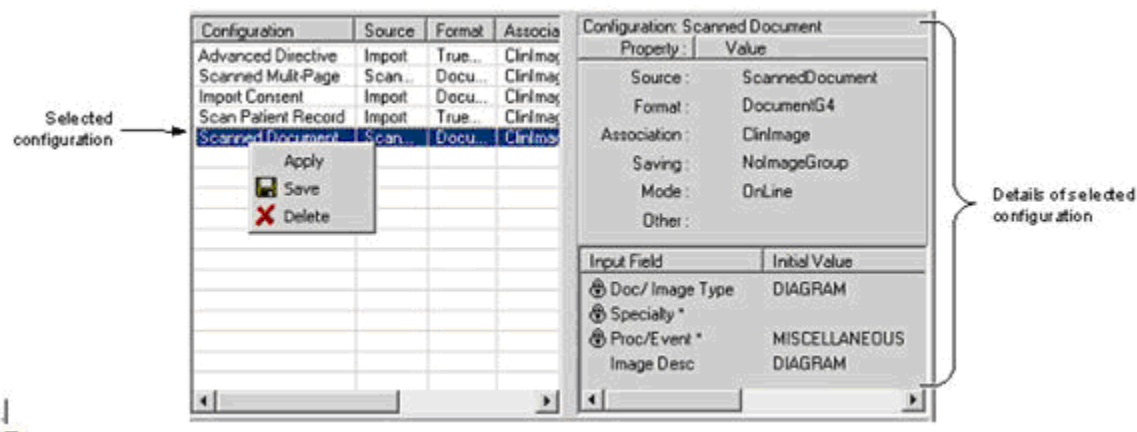 Configuration Source Format Associa
Advanced Directive Import True... ClinImag
Scanned Mulit-Page Scan... Docu... ClinImag
Import Consent Import Docu... ClinImag
Scan Patient Record Import True... ClinImag
Scanned Document Scan... Docu... ClinImag
Apply
Save
Delete
Selected
configuration
Configuration: Scanned Document
Property : Value
Source : ScannedDocument
Format : DocumentG4
Association : ClinImage
Saving : NoImageGroup
Mode : OnLine
Other :
Input Field Initial Value
Doc/ Image Type DIAGRAM
Specialty *
Proc/Event * MISCELLANEOUS
Image Desc DIAGRAM
Details of selected
configuration